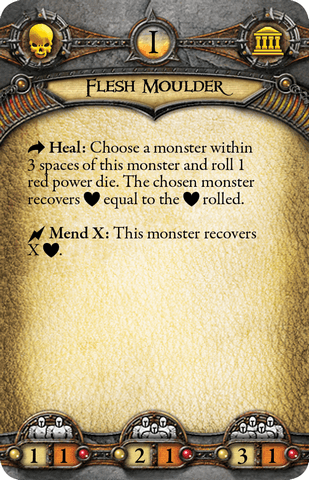 I
Flesh Moulder
Heal: Choose a monster within
3 spaces of this monster and roll 1
red power die. The chosen monster
recovers ♥ equal to the ♥ rolled.
Mend X: This monster recovers
X ♥.
1 1 2 1 3 1